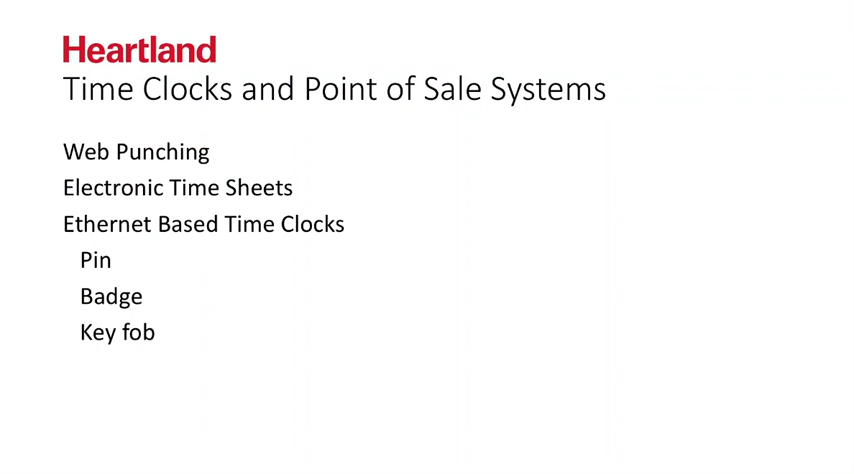 Heartland
Time Clocks and Point of Sale Systems
Web Punching
Electronic Time Sheets
Ethernet Based Time Clocks
Pin
Badge
Key fob